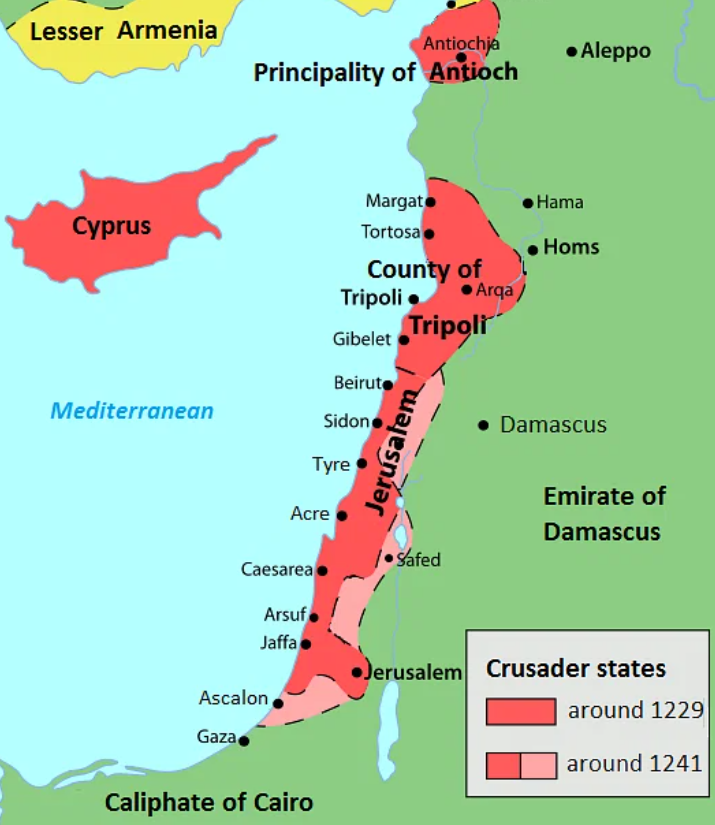 Lesser Armenia
Antiochia
Aleppo
Principality of Antioch
Margat
Hama
Cyprus
Tortosa
Homs
County of
Arqa
Tripoli
Tripoli
Gibelet
Beirut
Mediterranean
Sidon
Damascus
Jerusalem
Tyre
Emirate of
Damascus
Acre
Safed
Caesarea
Arsuf
Jaffa
Jerusalem
Crusader states
Ascalon
around 1229
Gaza
around 1241
Caliphate of Cairo